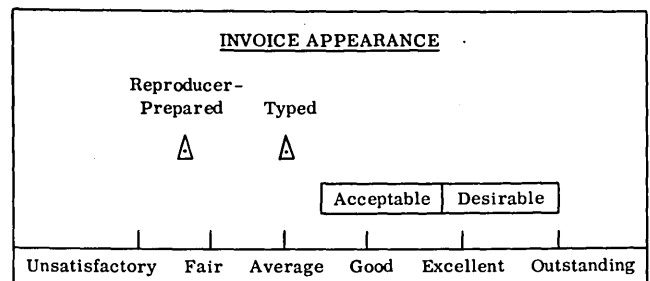 INVOICE APPEARANCE
Reproducer-
Prepared Typed
Acceptable Desirable
Unsatisfactory Fair Average Good Excellent Outstanding